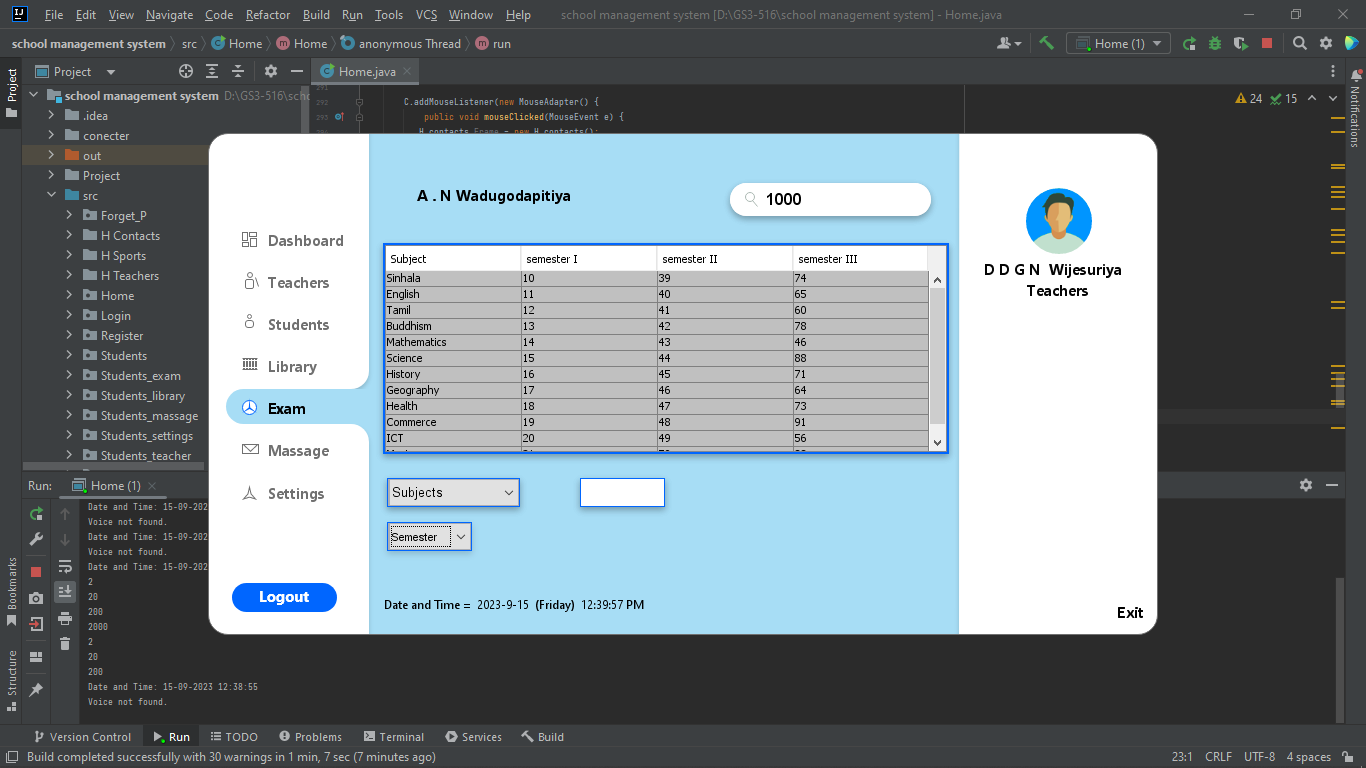 File Edit View Navigate Code Refactor Build Run Tools VCS Window Help school management system [D:\GS3-516\school management system] - Home.java
school management system src Home Home anonymous Thread run Home (1)
Project Home.java
school management system D:\GS3-516\scho
292 C.addMouseListener(new MouseAdapter() {
293 public void mouseClicked(MouseEvent e) {
24 15
.idea
conecter
out
Project
src
Forget_P
H Contacts
H Sports
H Teachers
Home
Login
Register
Students
Students_exam
Students_library
Students_massage
Students_settings
Students_teacher
Project
Notifications
Bookmarks
Structure
Dashboard
Teachers
Students
Library
Exam
Massage
Settings
Logout
A . N Wadugodapitiya
1000
Subject semester I semester II semester III
Sinhala 10 39 74
English 11 40 65
Tamil 12 41 60
Buddhism 13 42 78
Mathematics 14 43 46
Science 15 44 88
History 16 45 71
Geography 17 46 64
Health 18 47 73
Commerce 19 48 91
ICT 20 49 56
Subjects
Semester
Date and Time = 2023-9-15 (Friday) 12:39:57 PM
D D G N Wijesuriya
Teachers
Exit
Run: Home (1)
Date and Time: 15-09-202
Voice not found.
Date and Time: 15-09-202
Voice not found.
Date and Time: 15-09-202
2
20
200
2000
2
20
200
Date and Time: 15-09-2023 12:38:55
Voice not found.
Version Control Run TODO Problems Terminal Services Build
Build completed successfully with 30 warnings in 1 min, 7 sec (7 minutes ago) 23:1 CRLF UTF-8 4 spaces